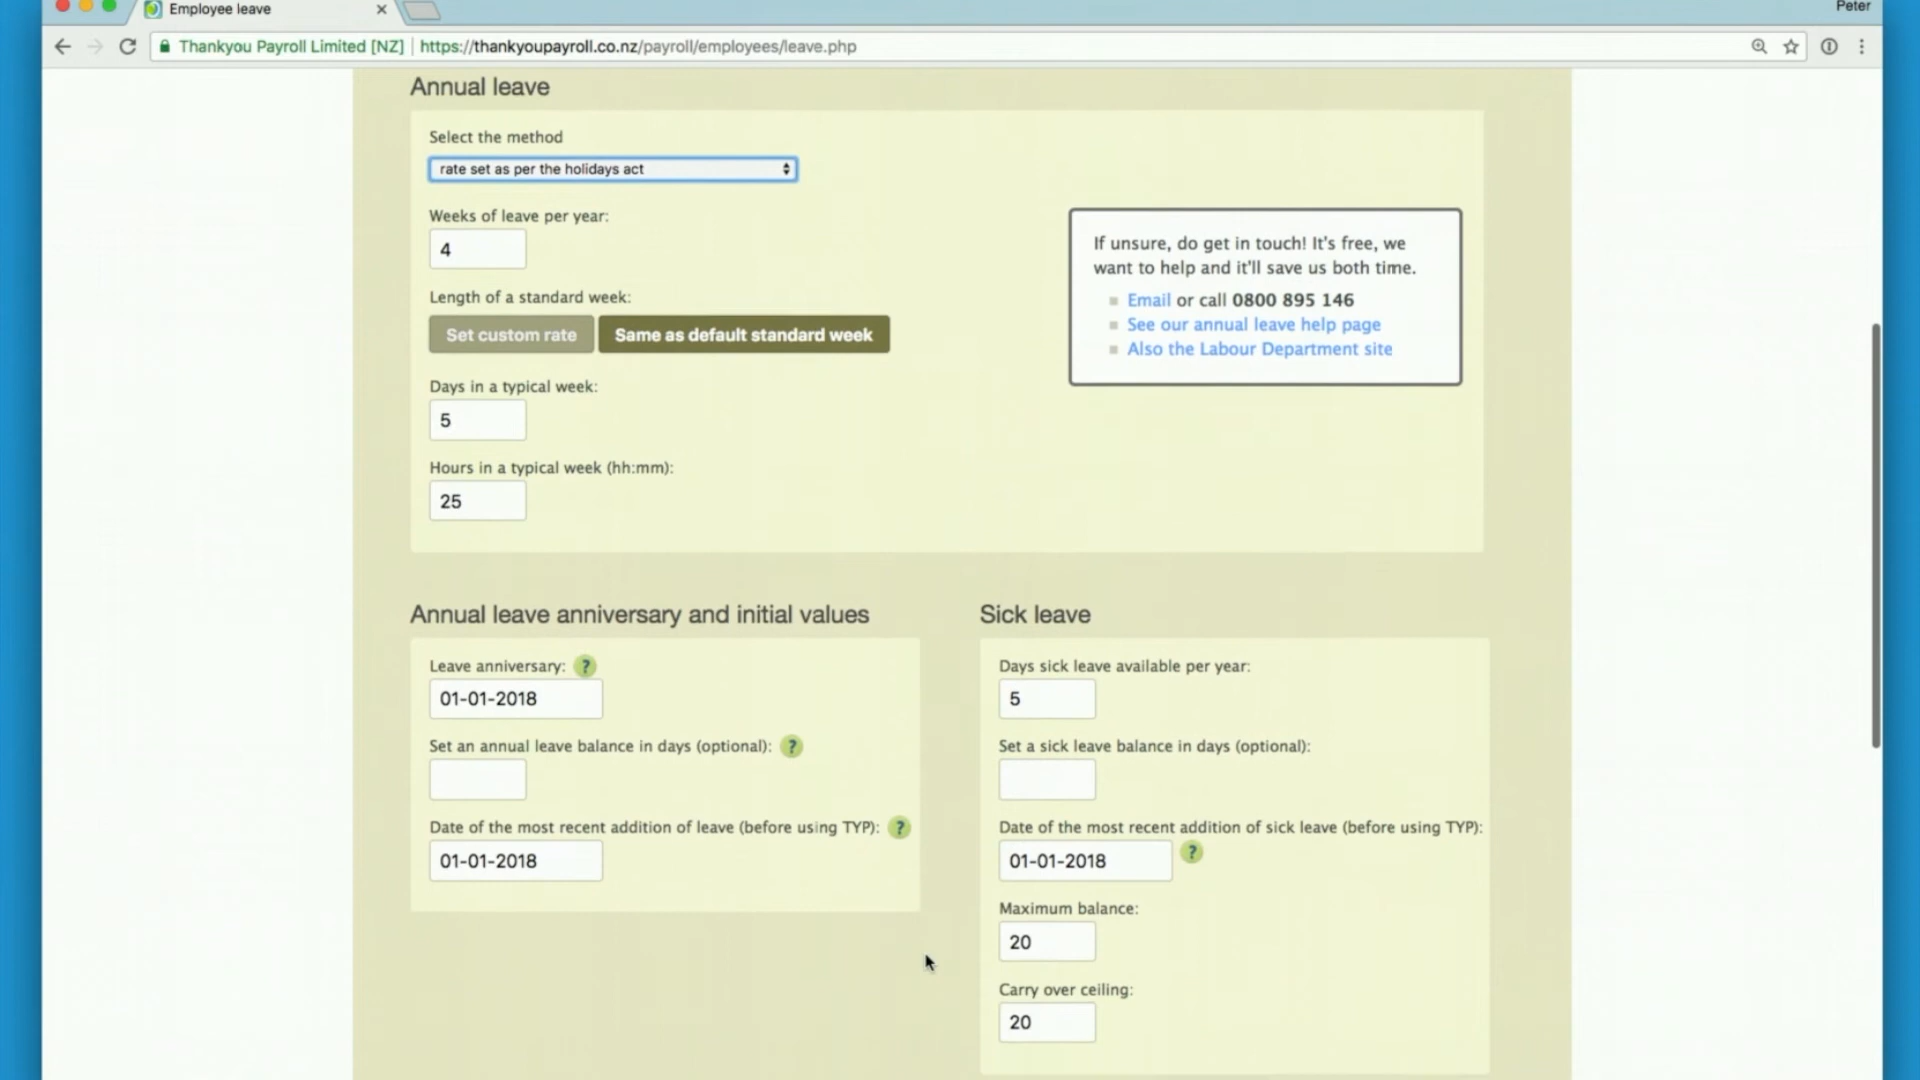 Employee leave
Peter
Thankyou Payroll Limited [NZ] | https://thankyoupayroll.co.nz/payroll/employees/leave.php
Annual leave
Select the method
rate set as per the holidays act
Weeks of leave per year:
4
Length of a standard week:
Set custom rate
Same as default standard week
Days in a typical week:
5
Hours in a typical week (hh:mm):
25
If unsure, do get in touch! It's free, we
want to help and it'll save us both time.
Email or call 0800 895 146
See our annual leave help page
Also the Labour Department site
Annual leave anniversary and initial values
Leave anniversary: ?
01-01-2018
Set an annual leave balance in days (optional): ?
Date of the most recent addition of leave (before using TYP): ?
01-01-2018
Sick leave
Days sick leave available per year:
5
Set a sick leave balance in days (optional):
Date of the most recent addition of sick leave (before using TYP):
01-01-2018 ?
Maximum balance:
20
Carry over ceiling:
20